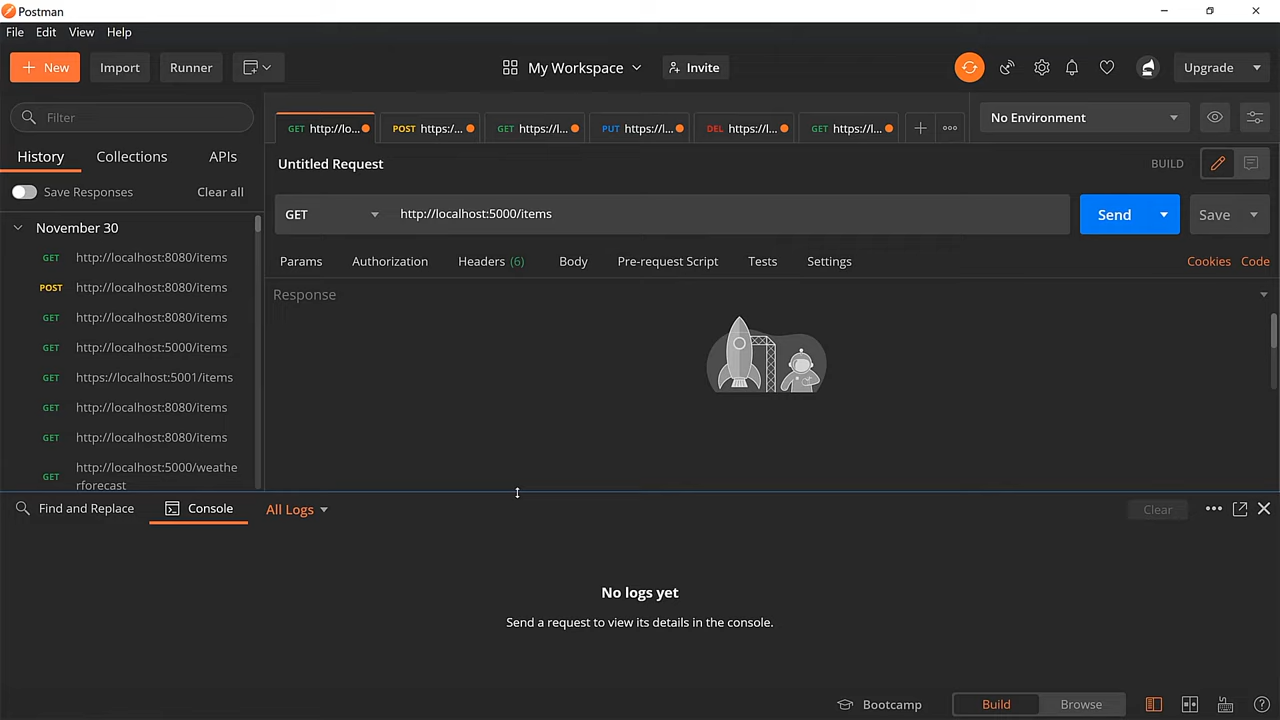 Postman
File Edit View Help
New Import Runner My Workspace Invite Upgrade
Filter
History Collections APIs
Save Responses Clear all
November 30
GET http://localhost:8080/items
POST http://localhost:8080/items
GET http://localhost:8080/items
GET http://localhost:5000/items
GET https://localhost:5001/items
GET http://localhost:8080/items
GET http://localhost:8080/items
GET http://localhost:5000/weathe
rforecast
GET http://lo... POST https:/... GET https://l... PUT https://l... DEL https://l... GET https://l... No Environment
Untitled Request BUILD
GET http://localhost:5000/items Send Save
Params Authorization Headers (6) Body Pre-request Script Tests Settings Cookies Code
Response
Find and Replace Console All Logs Clear
No logs yet
Send a request to view its details in the console.
Bootcamp Build Browse